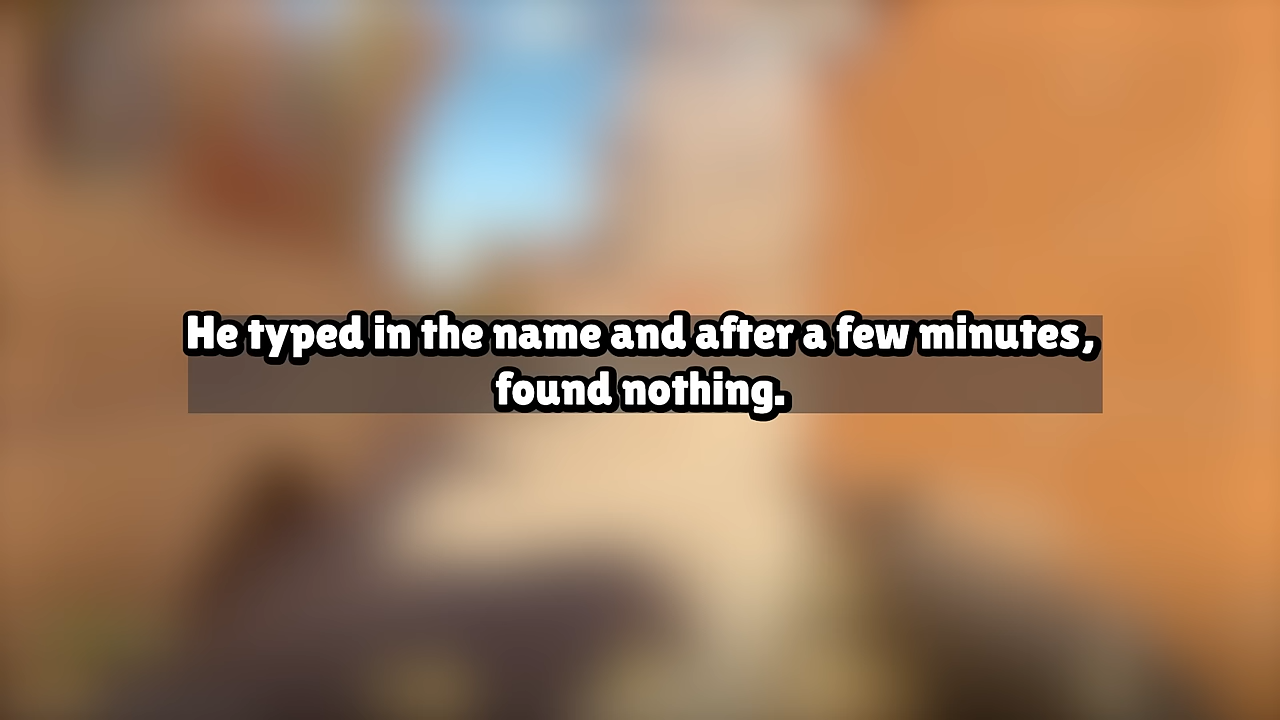 He typed in the name and after a few minutes,
found nothing.